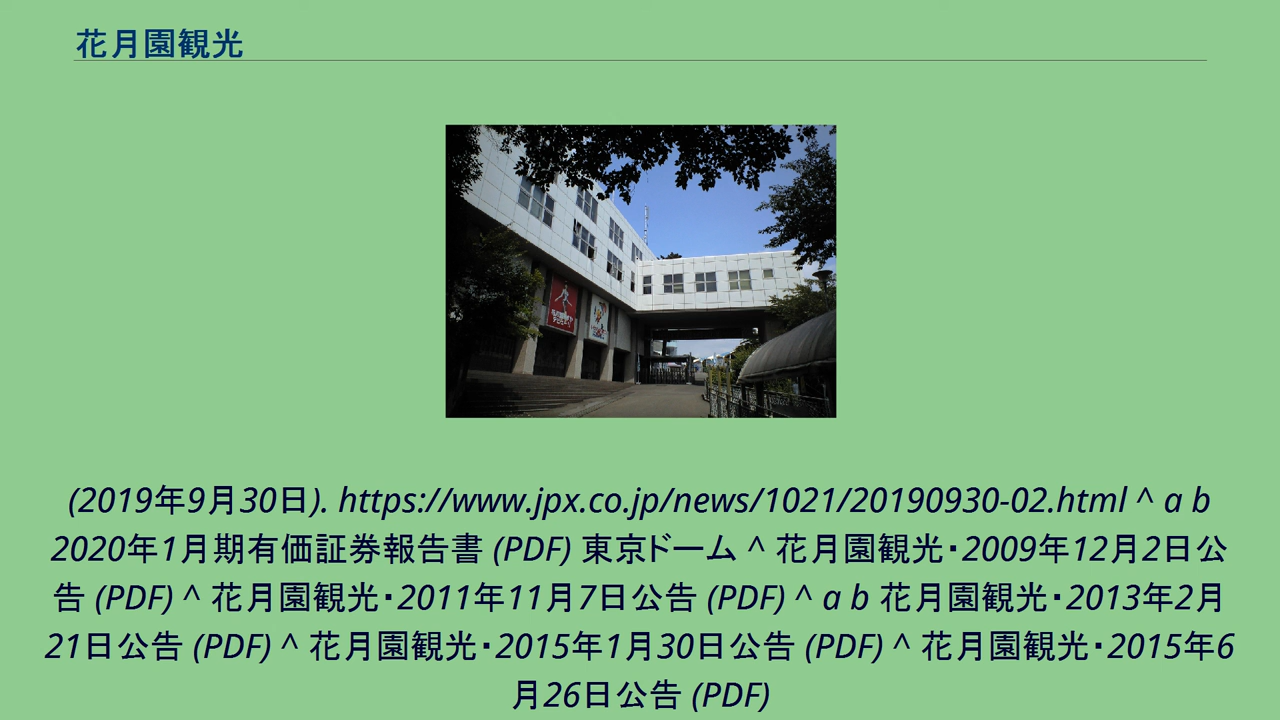 花月園観光
(2019年9月30日). https://www.jpx.co.jp/news/1021/20190930-02.html ^ a b
2020年1月期有価証券報告書 (PDF) 東京ドーム ^ 花月園観光・2009年12月2日公
告 (PDF) ^ 花月園観光・2011年11月7日公告 (PDF) ^ a b 花月園観光・2013年2月
21日公告 (PDF) ^ 花月園観光・2015年1月30日公告 (PDF) ^ 花月園観光・2015年6
月26日公告 (PDF)